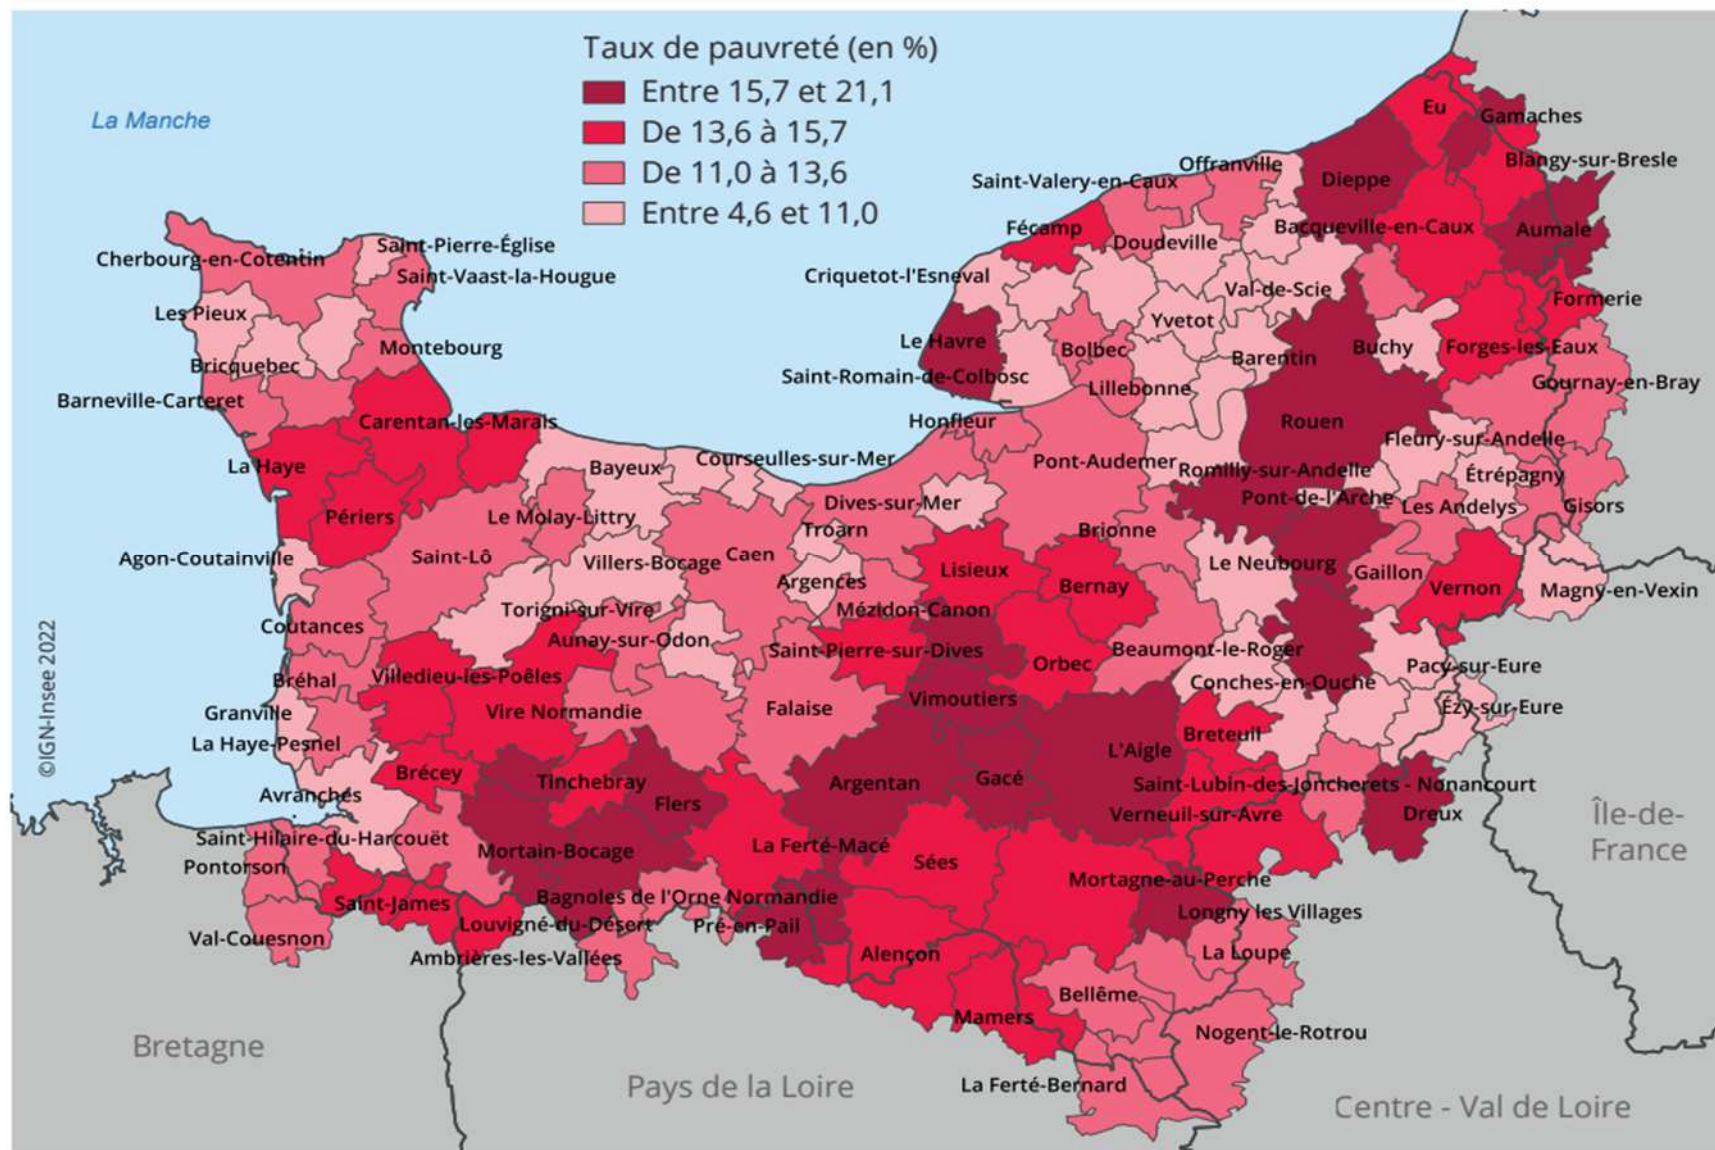 Taux de pauvreté (en %)
Entre 15,7 et 21,1
De 13,6 à 15,7
De 11,0 à 13,6
Entre 4,6 et 11,0
La Manche
Eu
Gamaches
Blangy-sur-Bresle
Offranville
Saint-Valery-en-Caux
Dieppe
Fécamp
Bacqueville-en-Caux
Aumale
Doudeville
Saint-Pierre-Église
Cherbourg-en-Cotentin
Saint-Vaast-la-Hougue
Criquetot-l'Esneval
Val-de-Scie
Formerie
Les Pieux
Yvetot
Le Havre
Montebourg
Bolbec
Barentin
Buchy
Forges-les-Eaux
Bricquebec
Saint-Romain-de-Colbosc
Lillebonne
Gournay-en-Bray
Barneville-Carteret
Carentan-les-Marais
Honfleur
Rouen
Fleury-sur-Andelle
La Haye
Bayeux
Courseulles-sur-Mer
Pont-Audemer
Romilly-sur-Andelle
Étrépagny
Périers
Le Molay-Littry
Dives-sur-Mer
Pont-de-l'Arche
Les Andelys
Gisors
Troarn
Brionne
Agon-Coutainville
Saint-Lô
Villers-Bocage
Caen
Lisieux
Bernay
Le Neubourg
Gaillon
Vernon
Magny-en-Vexin
Argences
Torigni-sur-Vire
Mézidon-Canon
Coutances
Aunay-sur-Odon
Saint-Pierre-sur-Dives
Orbec
Beaumont-le-Roger
Pacy-sur-Eure
Bréhal
Villedieu-les-Poêles
Conches-en-Ouche
Granville
Vire Normandie
Falaise
Vimoutiers
Ézy-sur-Eure
La Haye-Pesnel
Breteuil
L'Aigle
Brécey
Tinchebray
Argentan
Gacé
Saint-Lubin-des-Joncherets - Nonancourt
Avranches
Flers
Verneuil-sur-Avre
Dreux
Saint-Hilaire-du-Harcouët
Mortain-Bocage
La Ferté-Macé
Sées
Pontorson
Mortagne-au-Perche
Saint-James
Bagnoles de l'Orne Normandie
Longny les Villages
Louvigné-du-Désert
Pré-en-Pail
Val-Couesnon
Ambrières-les-Vallées
Alençon
La Loupe
Bellême
Mamers
Nogent-le-Rotrou
La Ferté-Bernard
Île-de-
France
Bretagne
Pays de la Loire
Centre - Val de Loire
©IGN-Insee 2022